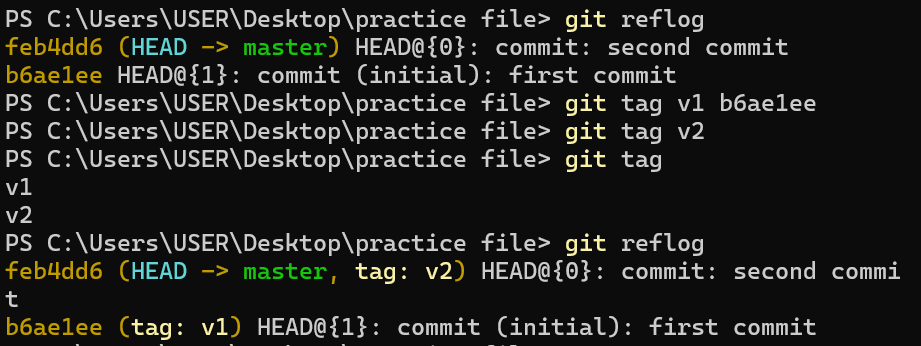 PS C:\Users\USER\Desktop\practice file> git reflog
feb4dd6 (HEAD -> master) HEAD@{0}: commit: second commit
b6ae1ee HEAD@{1}: commit (initial): first commit
PS C:\Users\USER\Desktop\practice file> git tag v1 b6ae1ee
PS C:\Users\USER\Desktop\practice file> git tag v2
PS C:\Users\USER\Desktop\practice file> git tag
v1
v2
PS C:\Users\USER\Desktop\practice file> git reflog
feb4dd6 (HEAD -> master, tag: v2) HEAD@{0}: commit: second commi
t
b6ae1ee (tag: v1) HEAD@{1}: commit (initial): first commit